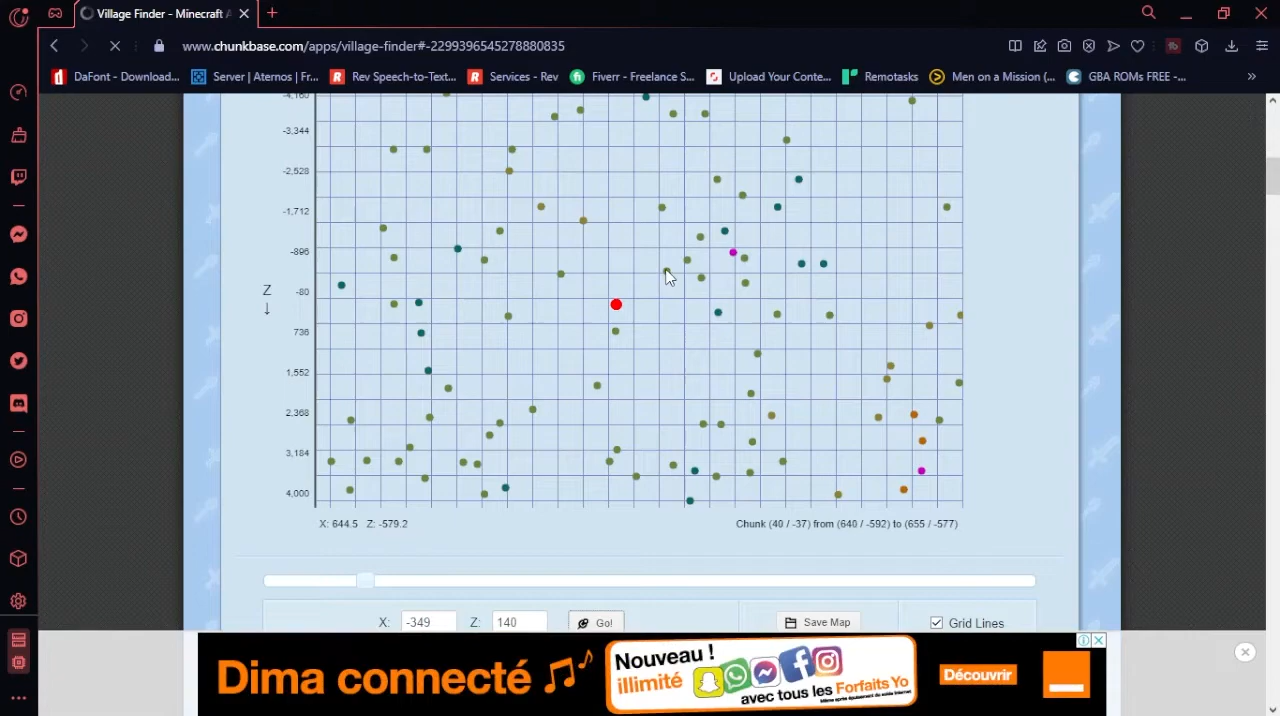 Village Finder - Minecraft A
www.chunkbase.com/apps/village-finder#-2299396545278880835
DaFont - Download... Server | Aternos | Fr... Rev Speech-to-Text... Services - Rev Fiverr - Freelance S... Upload Your Conte... Remotasks Men on a Mission (... GBA ROMs FREE -... »
-4,160
-3,344
-2,528
-1,712
-896
Z
-80
736
1,552
2,368
3,184
4,000
X: 644.5 Z: -579.2 Chunk (40 / -37) from (640 / -592) to (655 / -577)
X: -349 Z: 140 Go! Save Map Grid Lines
Dima connecté
Nouveau !
illimité
avec tous les Forfaits Yo
Découvrir